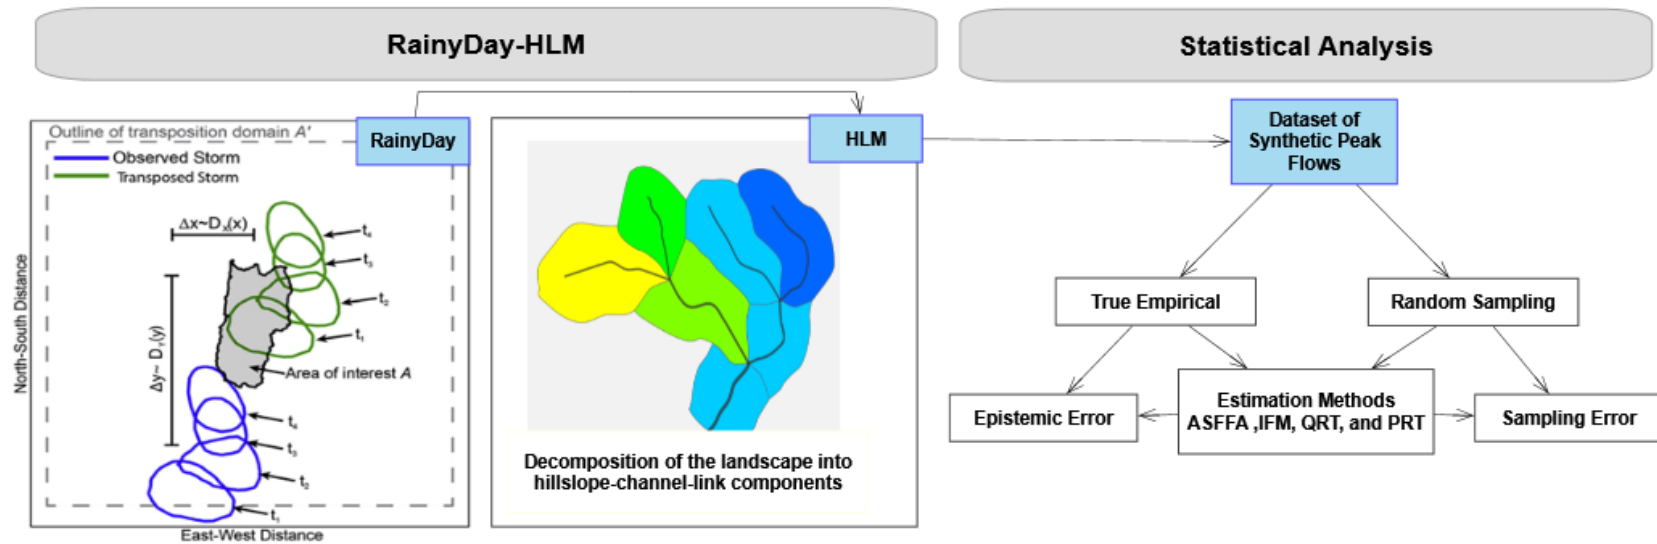 RainyDay-HLM
Statistical Analysis
Outline of transposition domain A'
RainyDay
Observed Storm
Transposed Storm
Δx~Dₓ(x)
t₄
t₃
t₂
t₁
Δy~ Dᵧ(y)
Area of interest A
t₄
t₃
t₂
t₁
North-South Distance
East-West Distance
HLM
Decomposition of the landscape into
hillslope-channel-link components
Dataset of
Synthetic Peak
Flows
True Empirical
Random Sampling
Epistemic Error
Estimation Methods
ASFFA ,IFM, QRT, and PRT
Sampling Error